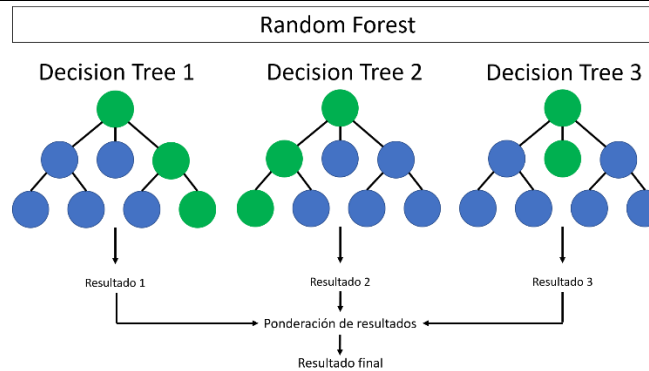 Random Forest
Decision Tree 1
Decision Tree 2
Decision Tree 3
Resultado 1
Resultado 2
Resultado 3
Ponderación de resultados
Resultado final